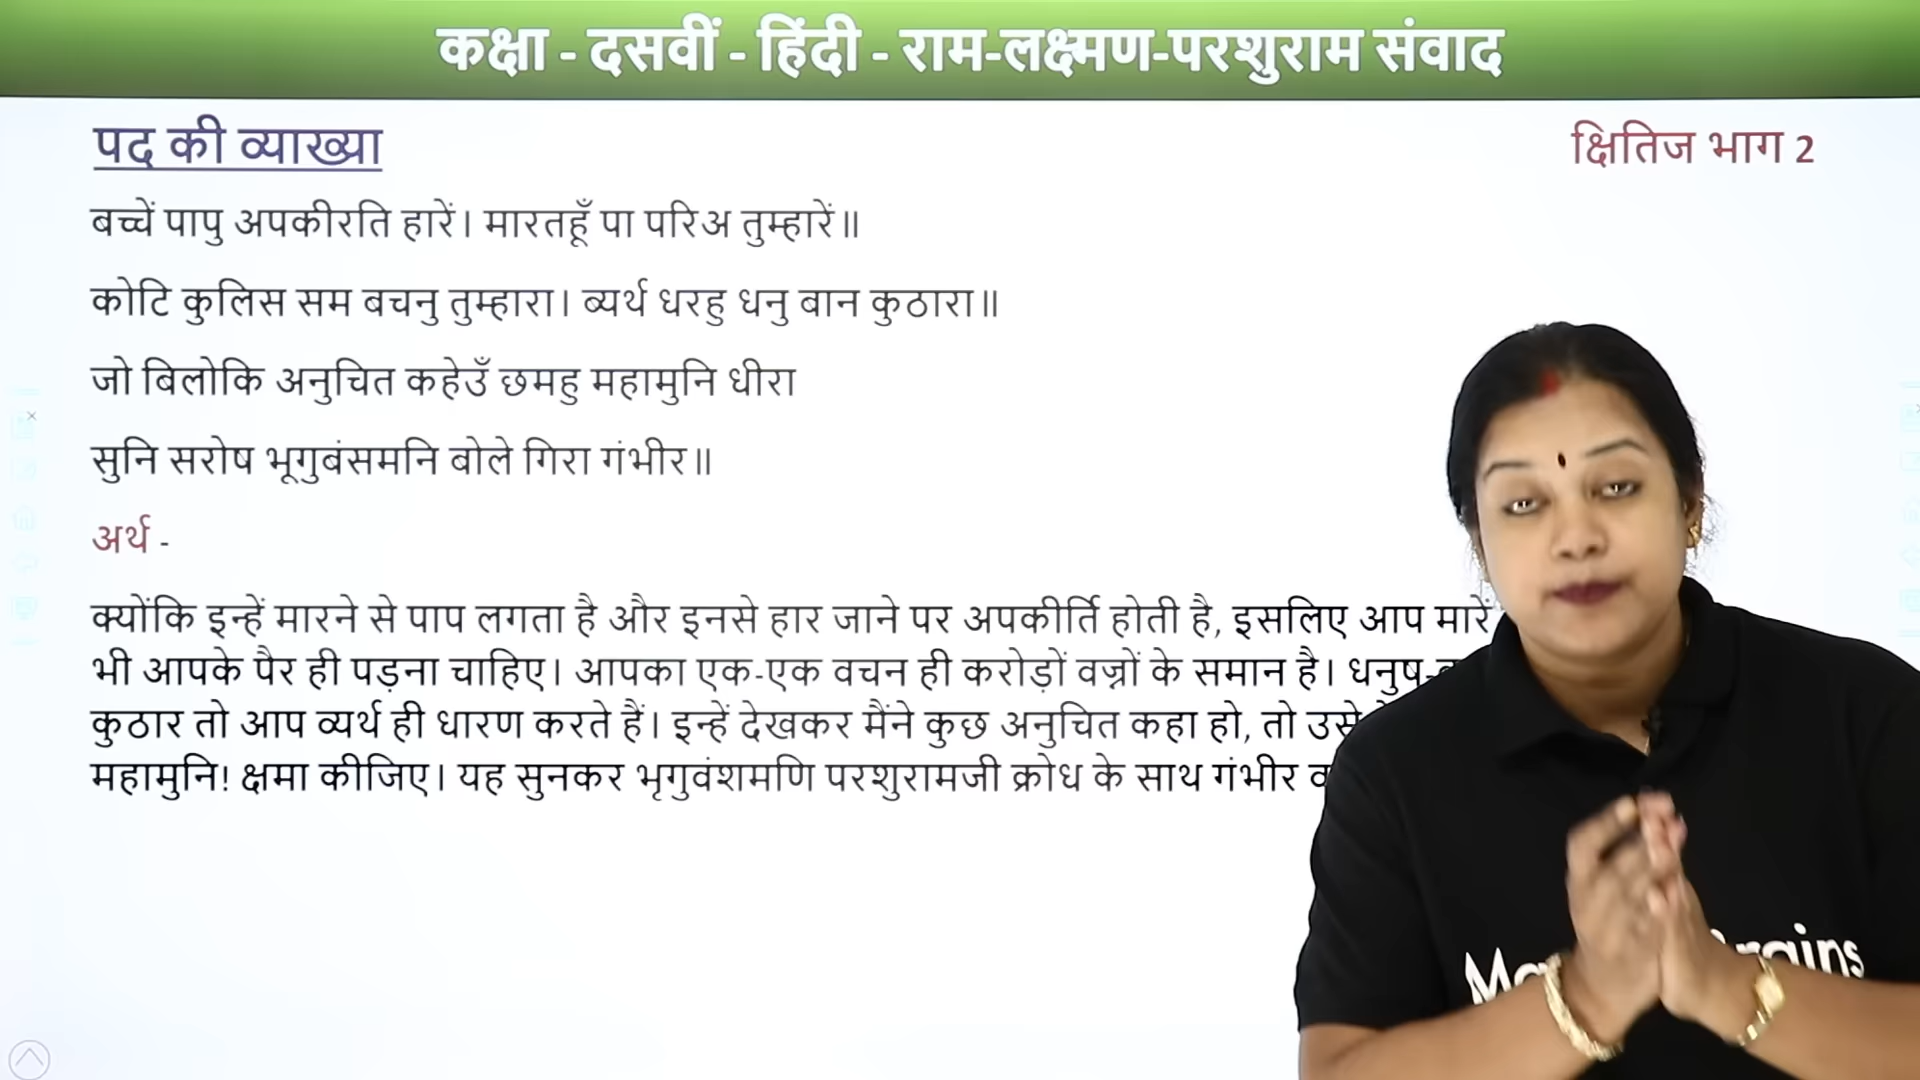 कक्षा - दसवीं - हिंदी - राम-लक्ष्मण-परशुराम संवाद
पद की व्याख्या
क्षितिज भाग 2
बच्चें पापु अपकीरति हारें। मारतहूँ पा परिअ तुम्हारें॥
कोटि कुलिस सम बचनु तुम्हारा। ब्यर्थ धरहु धनु बान कुठारा॥
जो बिलोकि अनुचित कहेउँ छमहु महामुनि धीरा
सुनि सरोष भूगुबंसमनि बोले गिरा गंभीर॥
अर्थ -
क्योंकि इन्हें मारने से पाप लगता है और इनसे हार जाने पर अपकीर्ति होती है, इसलिए आप मारें
भी आपके पैर ही पड़ना चाहिए। आपका एक-एक वचन ही करोड़ों वज्रों के समान है। धनुष-
कुठार तो आप व्यर्थ ही धारण करते हैं। इन्हें देखकर मैंने कुछ अनुचित कहा हो, तो उसे
महामुनि! क्षमा कीजिए। यह सुनकर भृगुवंशमणि परशुरामजी क्रोध के साथ गंभीर